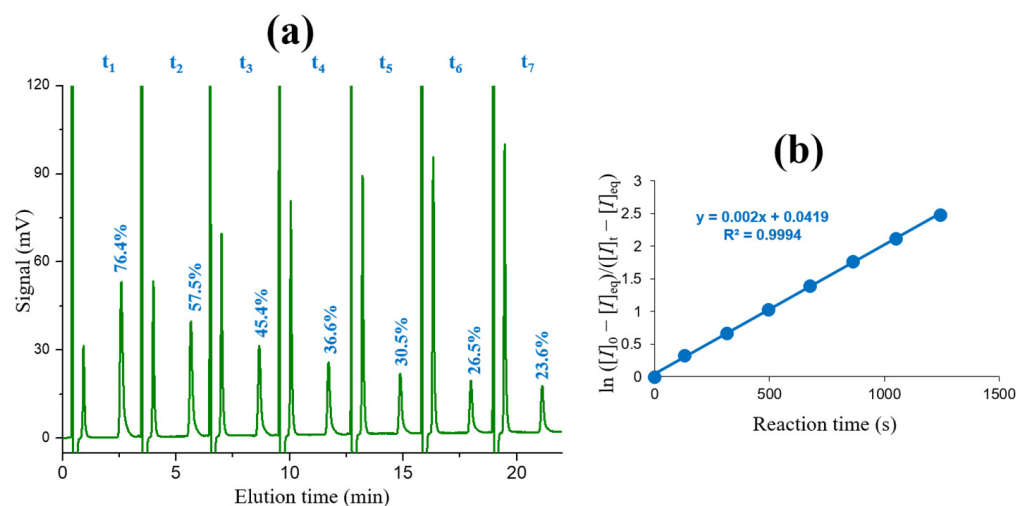 (a)
t₁ t₂ t₃ t₄ t₅ t₆ t₇
120
90
60
30
0
Signal (mV)
76.4%
57.5%
45.4%
36.6%
30.5%
26.5%
23.6%
0 5 10 15 20
Elution time (min)
(b)
3
2.5
2
1.5
1
0.5
0
ln ([I]₀ − [I]eq)/([I]t − [I]eq)
y = 0.002x + 0.0419
R² = 0.9994
0 500 1000 1500
Reaction time (s)